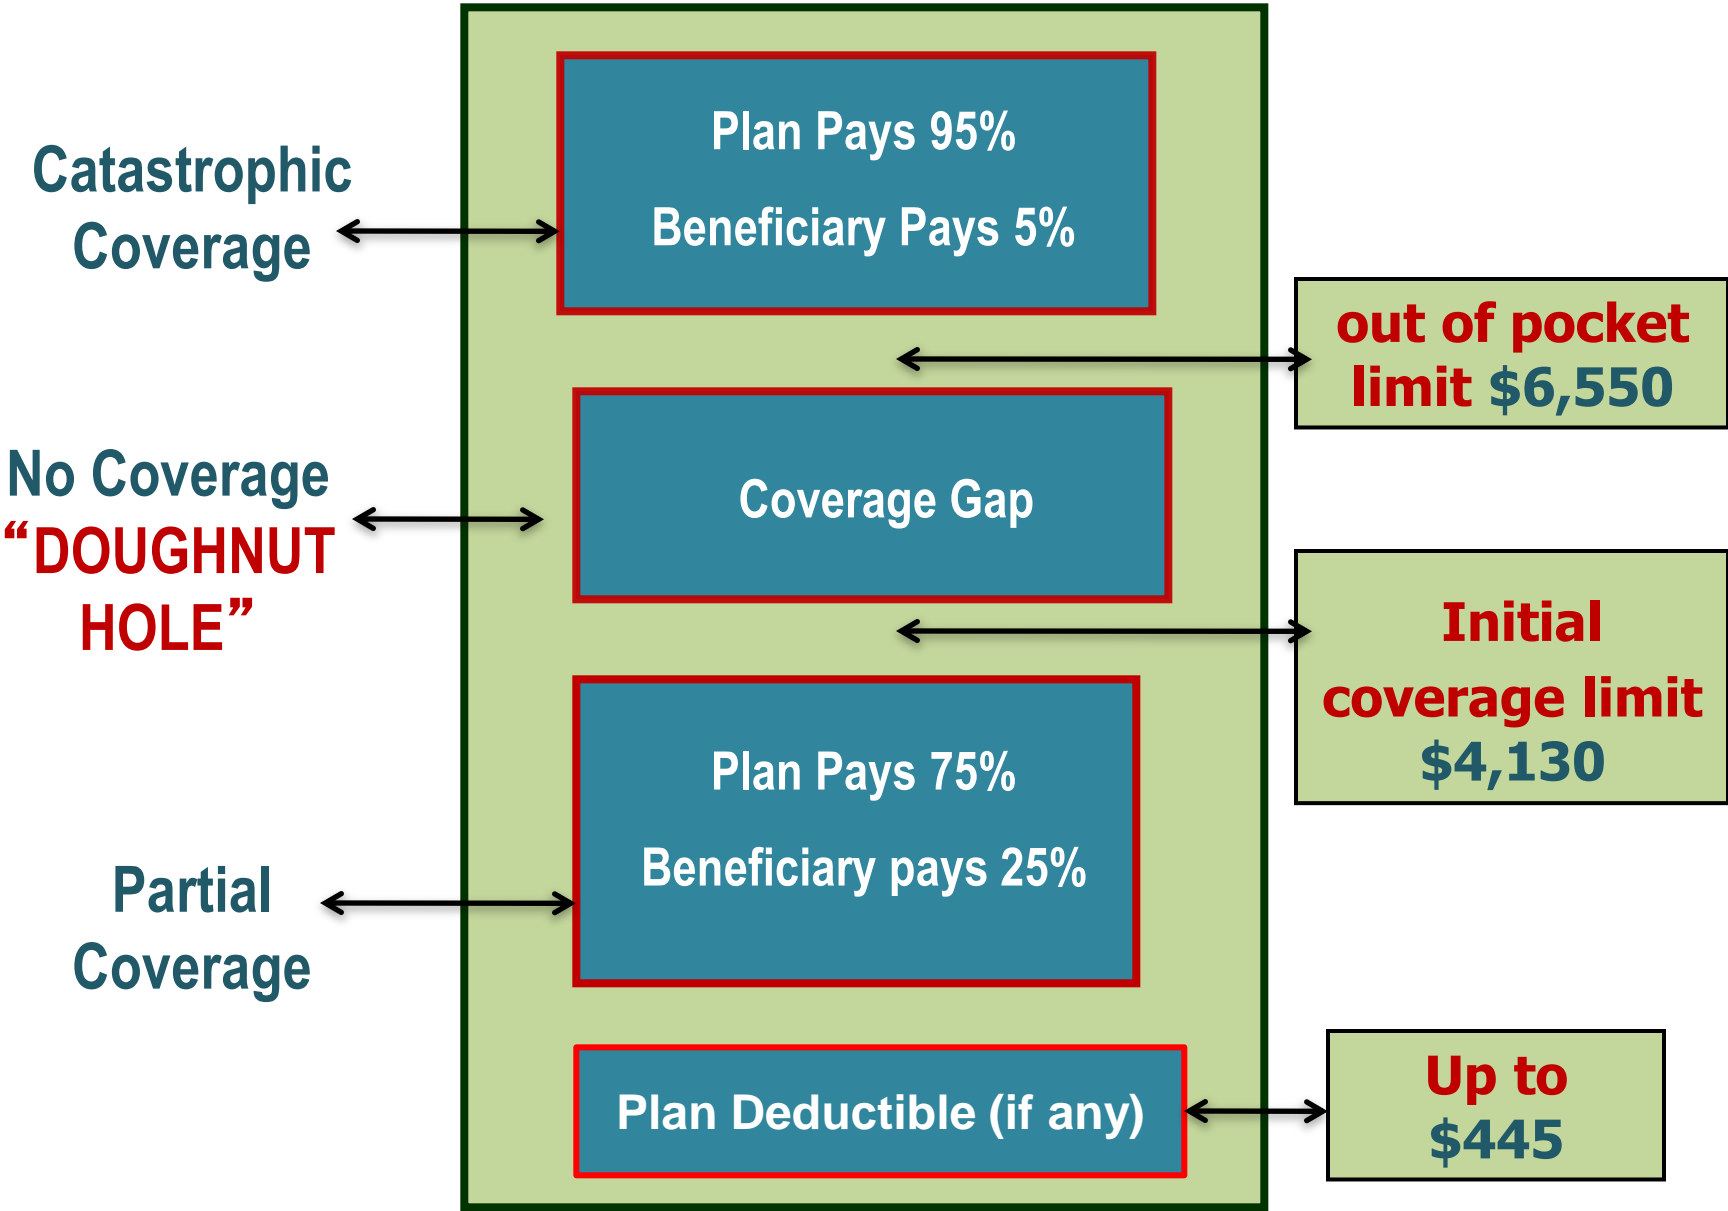 Plan Pays 95%
Beneficiary Pays 5%
Catastrophic
Coverage
out of pocket
limit $6,550
Coverage Gap
No Coverage
“DOUGHNUT
HOLE”
Initial
coverage limit
$4,130
Plan Pays 75%
Beneficiary pays 25%
Partial
Coverage
Plan Deductible (if any)
Up to
$445